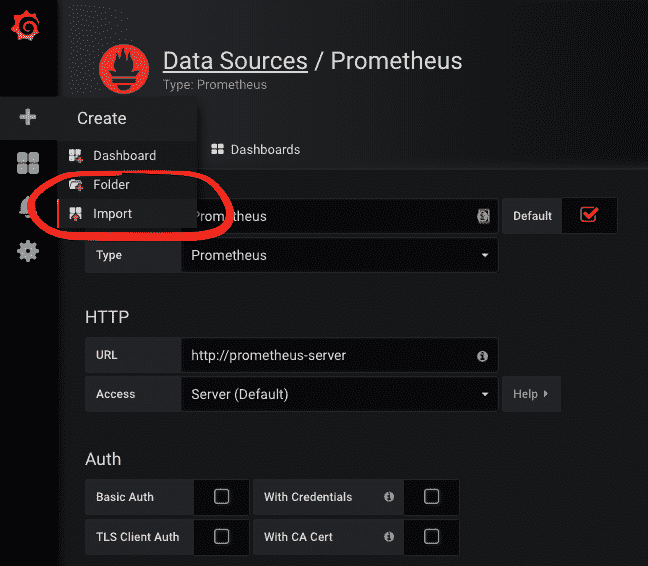 Data Sources / Prometheus
Type: Prometheus
Create
Dashboard
Folder
Import
Dashboards
Prometheus
Default
Type
Prometheus
HTTP
URL
http://prometheus-server
Access
Server (Default)
Help
Auth
Basic Auth
With Credentials
TLS Client Auth
With CA Cert